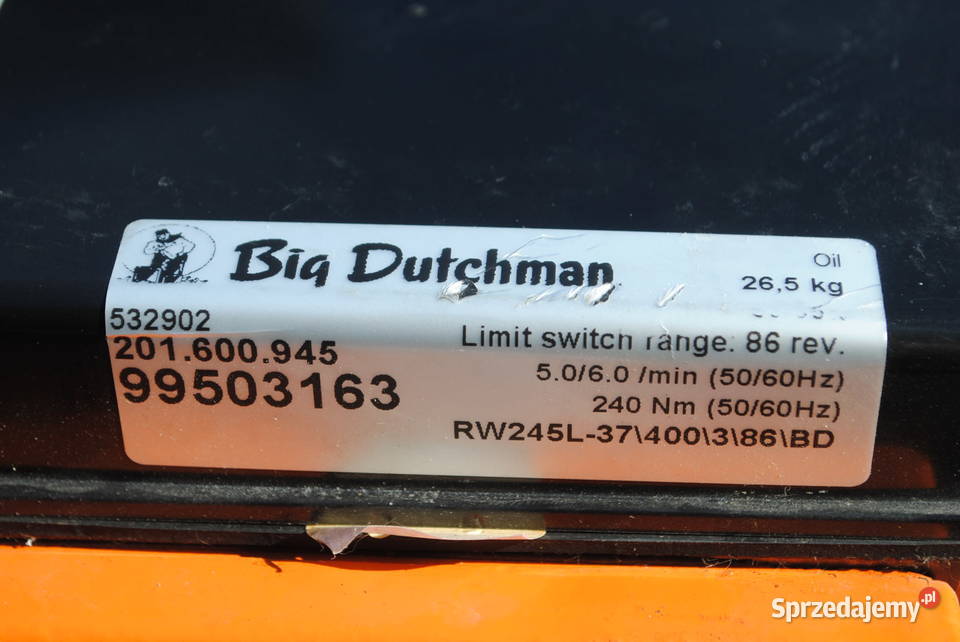 Big Dutchman
Oil
26,5 kg
532902
201.600.945
99503163
Limit switch range: 86 rev.
5.0/6.0 /min (50/60Hz)
240 Nm (50/60Hz)
RW245L-37\400\3\86\BD
Sprzedajemy.pl